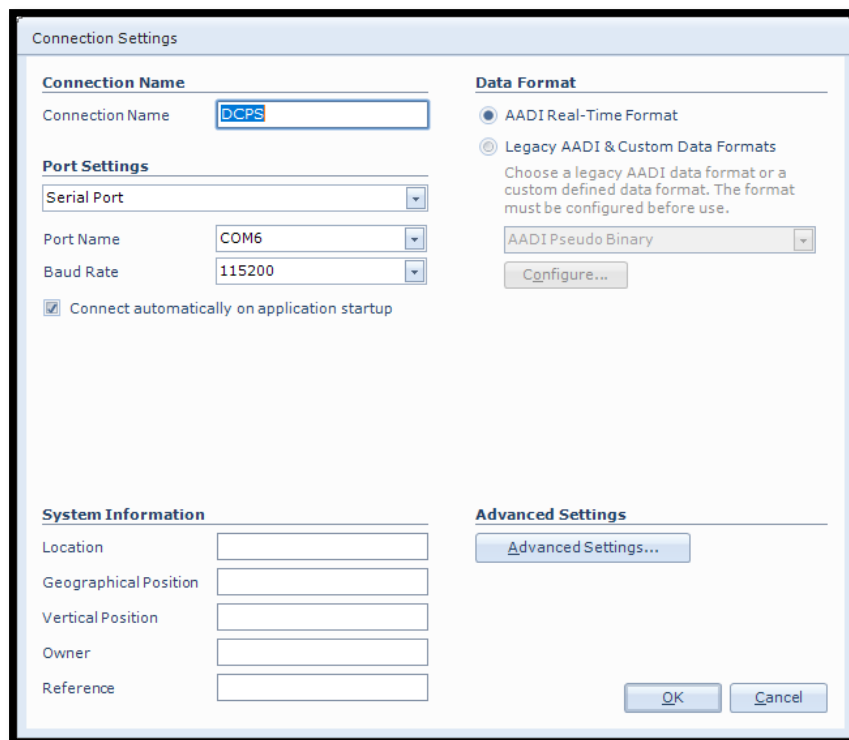 Connection Settings
Connection Name
Connection Name
DCPS
Port Settings
Serial Port
Port Name
COM6
Baud Rate
115200
Connect automatically on application startup
Data Format
AADI Real-Time Format
Legacy AADI & Custom Data Formats
Choose a legacy AADI data format or a
custom defined data format. The format
must be configured before use.
AADI Pseudo Binary
Configure...
System Information
Location
Geographical Position
Vertical Position
Owner
Reference
Advanced Settings
Advanced Settings...
OK
Cancel